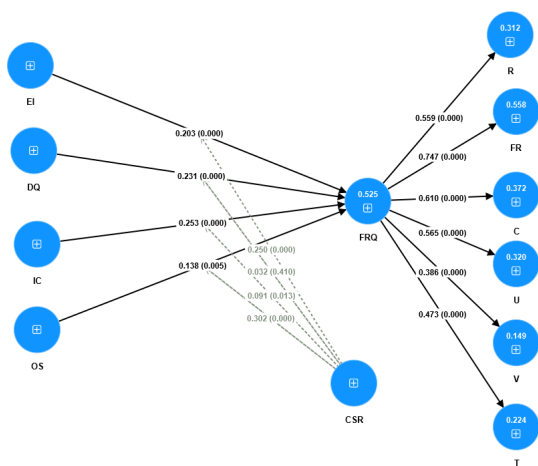 0.312
R
EI
0.203 (0.000)
0.559 (0.000)
0.558
FR
DQ
0.231 (0.000)
0.747 (0.000)
0.525
FRQ
0.610 (0.000)
0.372
C
IC
0.253 (0.000)
0.565 (0.000)
0.320
U
0.138 (0.005)
0.250 (0.000)
0.032 (0.410)
0.091 (0.013)
0.302 (0.000)
0.386 (0.000)
0.473 (0.000)
OS
0.149
V
CSR
0.224
T